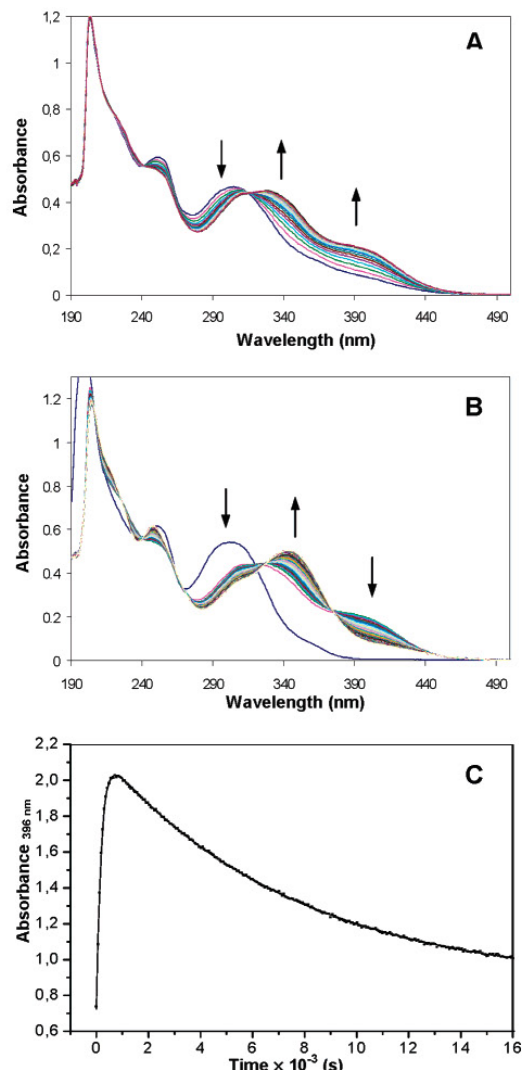 A
1,2
1
0,8
0,6
0,4
0,2
0
Absorbance
190 240 290 340 390 440 490
Wavelength (nm)
B
1,2
1
0,8
0,6
0,4
0,2
0
Absorbance
190 240 290 340 390 440 490
Wavelength (nm)
C
2,2
2,0
1,8
1,6
1,4
1,2
1,0
0,8
0,6
Absorbance 396 nm
0 2 4 6 8 10 12 14 16
Time × 10⁻³ (s)